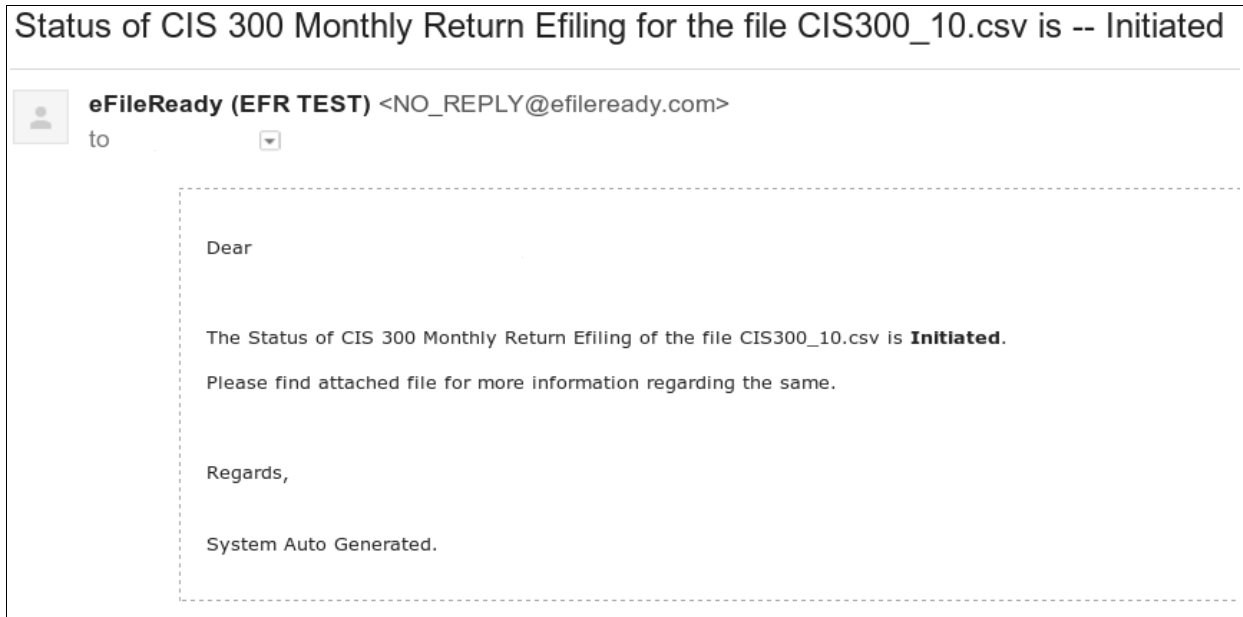 Status of CIS 300 Monthly Return Efiling for the file CIS300_10.csv is -- Initiated
eFileReady (EFR TEST) <NO_REPLY@efileready.com>
to
Dear
The Status of CIS 300 Monthly Return Efiling of the file CIS300_10.csv is Initiated.
Please find attached file for more information regarding the same.
Regards,
System Auto Generated.